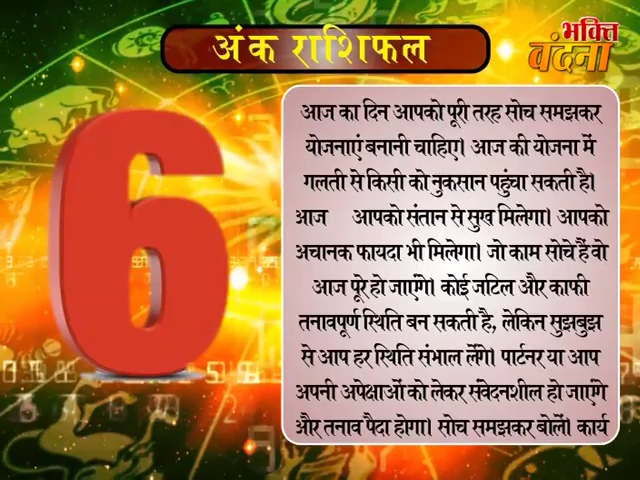 अंक राशिफल
भक्ति
वंदना
6
आज का दिन आपको पूरी तरह सोच समझकर
योजनाएं बनानी चाहिए। आज की योजना में
गलती से किसी को नुकसान पहुंचा सकती है।
आज आपको संतान से सुख मिलेगा। आपको
अचानक फायदा भी मिलेगा। जो काम सोचे हैं वो
आज पूरे हो जाएंगे। कोई जटिल और काफी
तनावपूर्ण स्थिति बन सकती है, लेकिन सुझबुझ
से आप हर स्थिति संभाल लेंगे। पार्टनर या आप
अपनी अपेक्षाओं को लेकर संवेदनशील हो जाएंगे
और तनाव पैदा होगा। सोच समझकर बोलें। कार्य